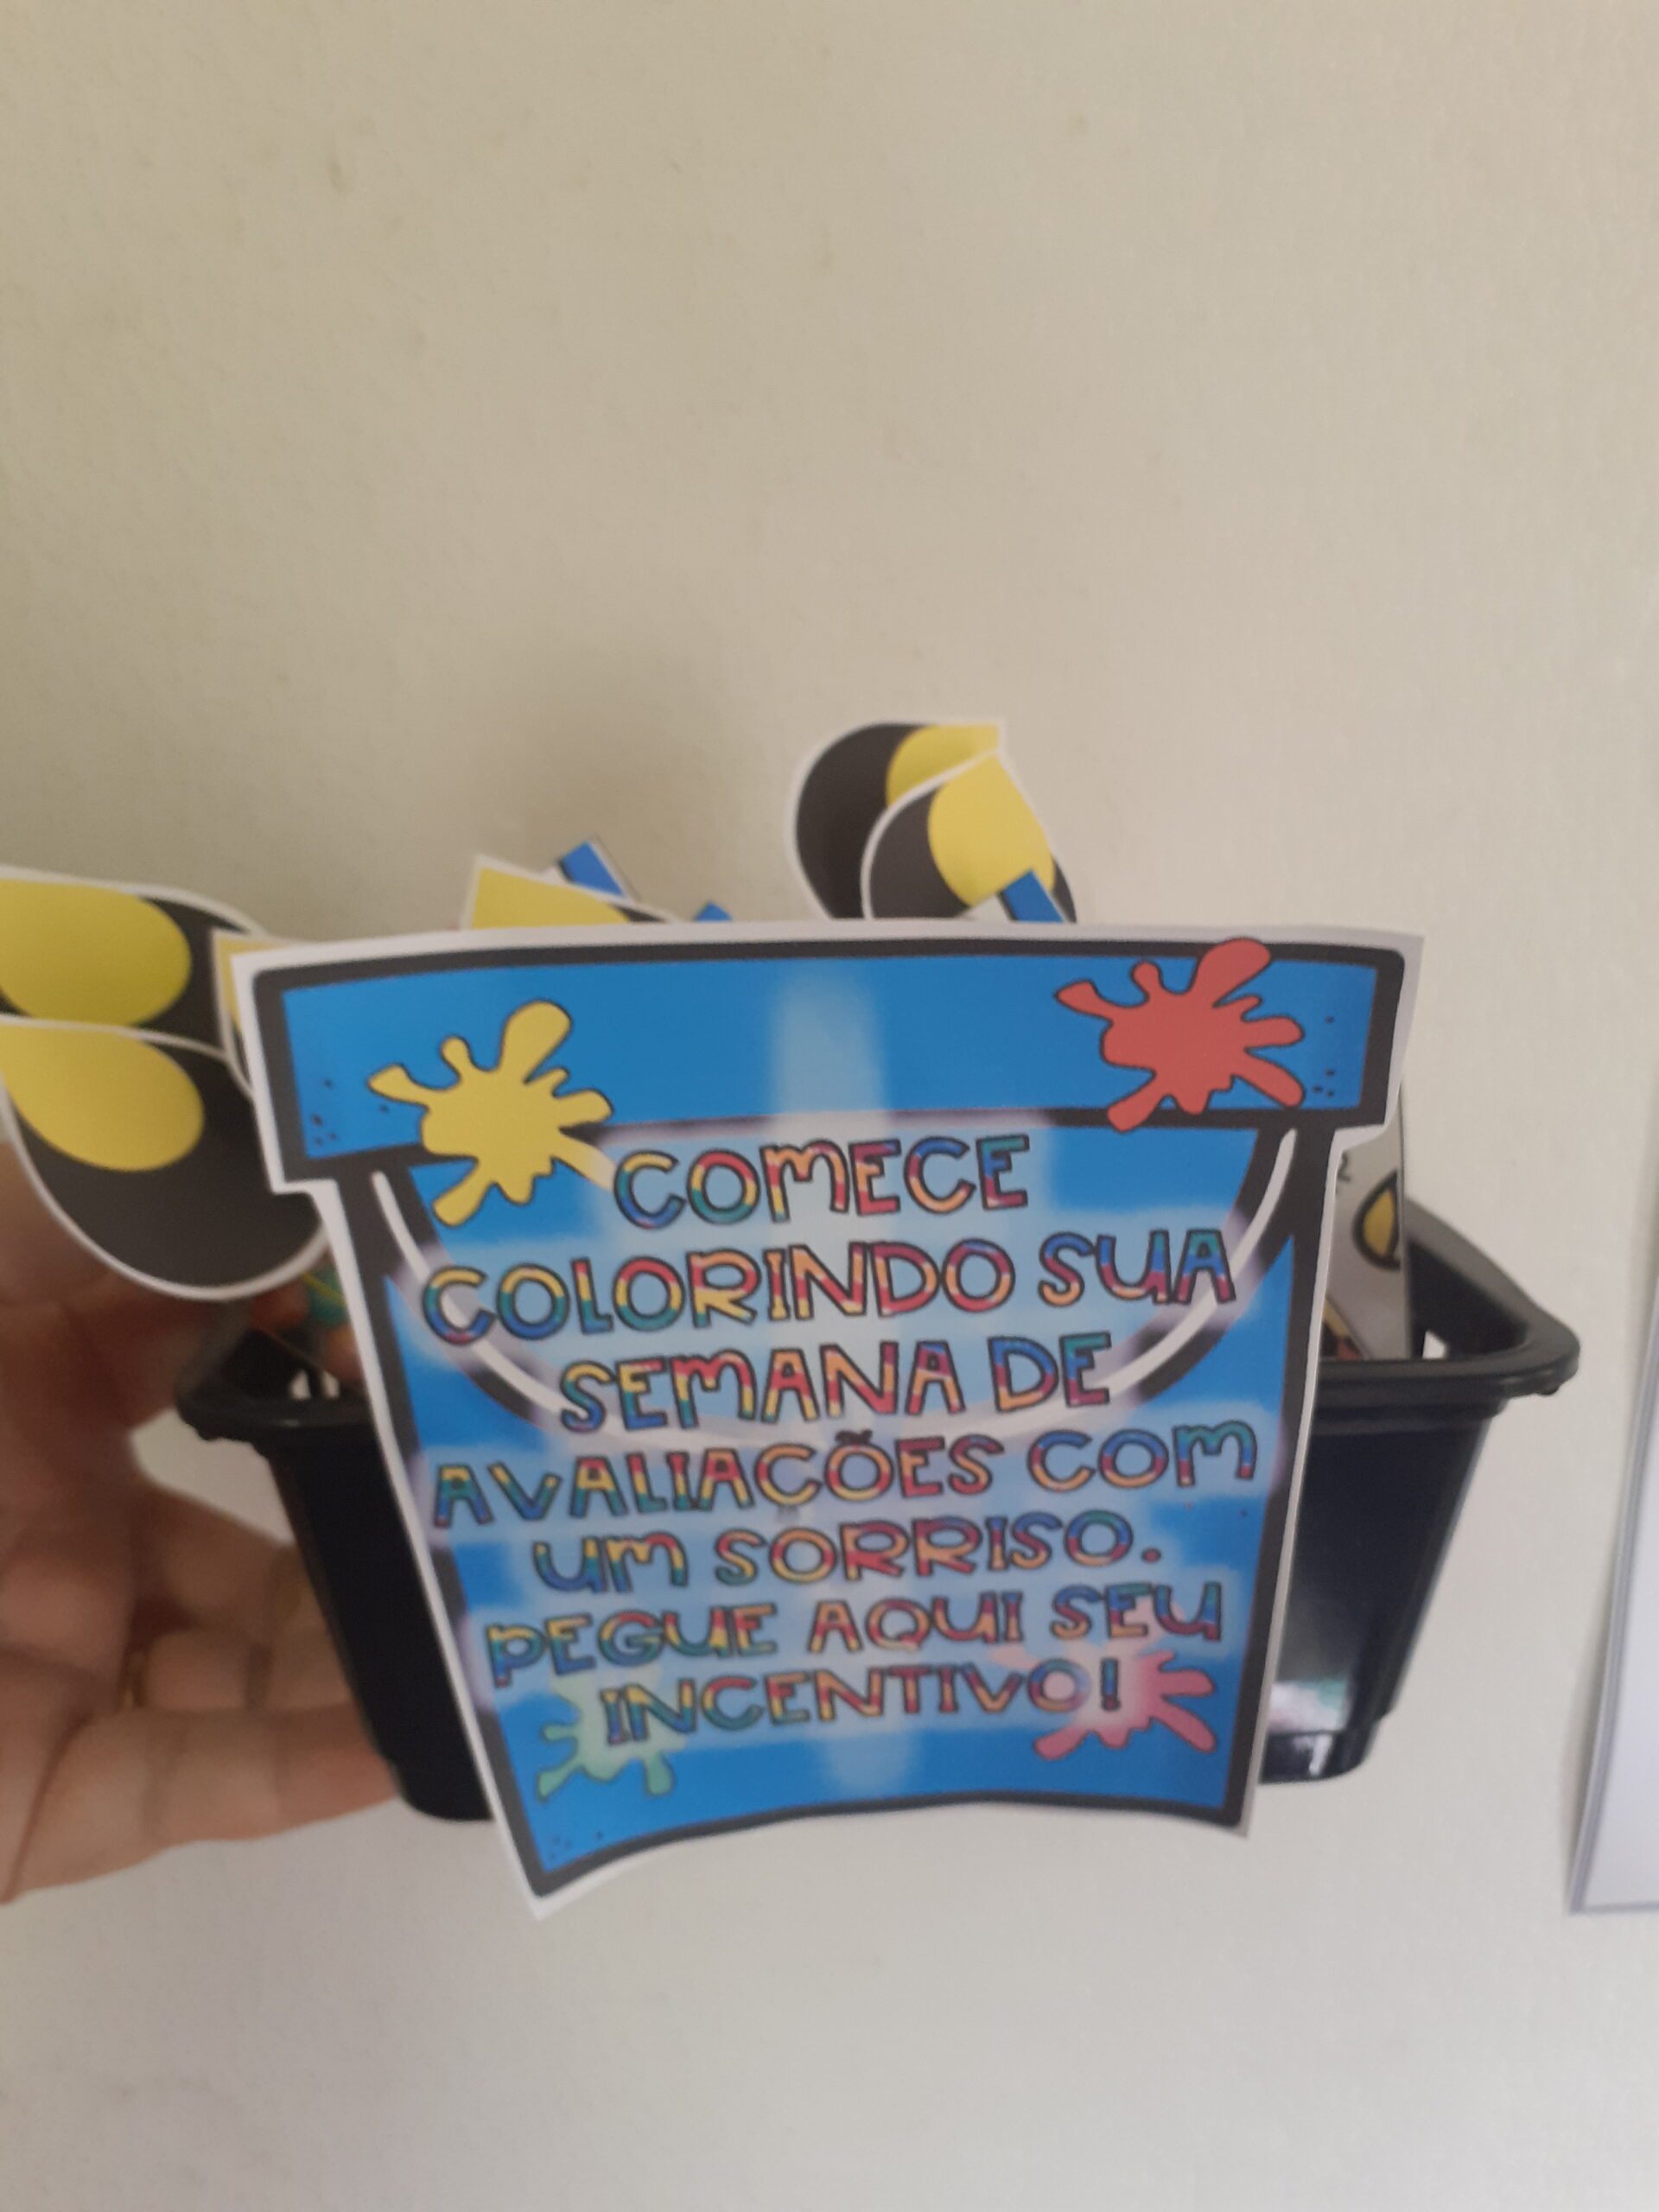 COMECE
COLORINDO SUA
SEMANA DE
AVALIAÇÕES COM
UM SORRISO.
PEGUE AQUI SEU
INCENTIVO!